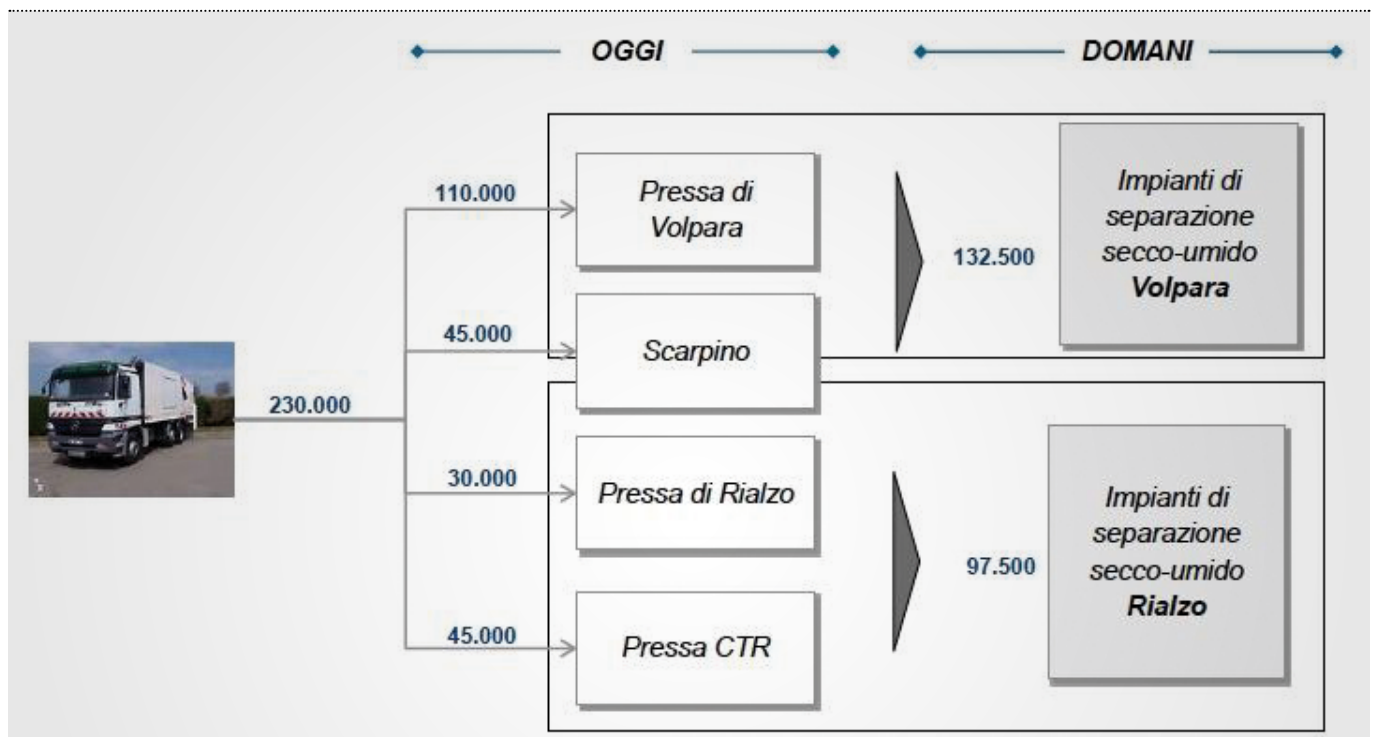 OGGI
DOMANI
110.000
Pressa di
Volpara
132.500
Impianti di
separazione
secco-umido
Volpara
45.000
Scarpino
230.000
30.000
Pressa di Rialzo
97.500
Impianti di
separazione
secco-umido
Rialzo
45.000
Pressa CTR